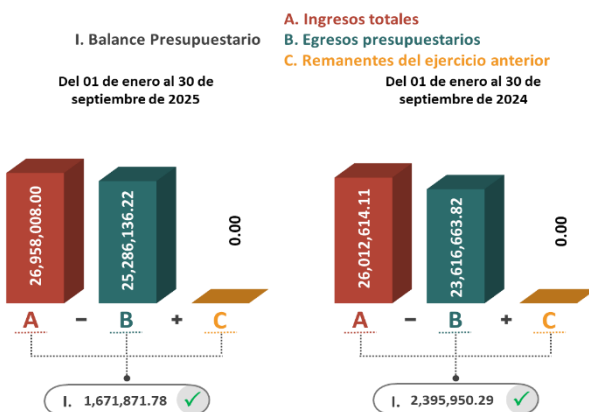 A. Ingresos totales
I. Balance Presupuestario
B. Egresos presupuestarios
C. Remanentes del ejercicio anterior
Del 01 de enero al 30 de
septiembre de 2025
Del 01 de enero al 30 de
septiembre de 2024
26,958,008.00
25,286,136.22
0.00
26,012,614.11
23,616,663.82
0.00
A – B + C
A – B + C
I. 1,671,871.78
I. 2,395,950.29